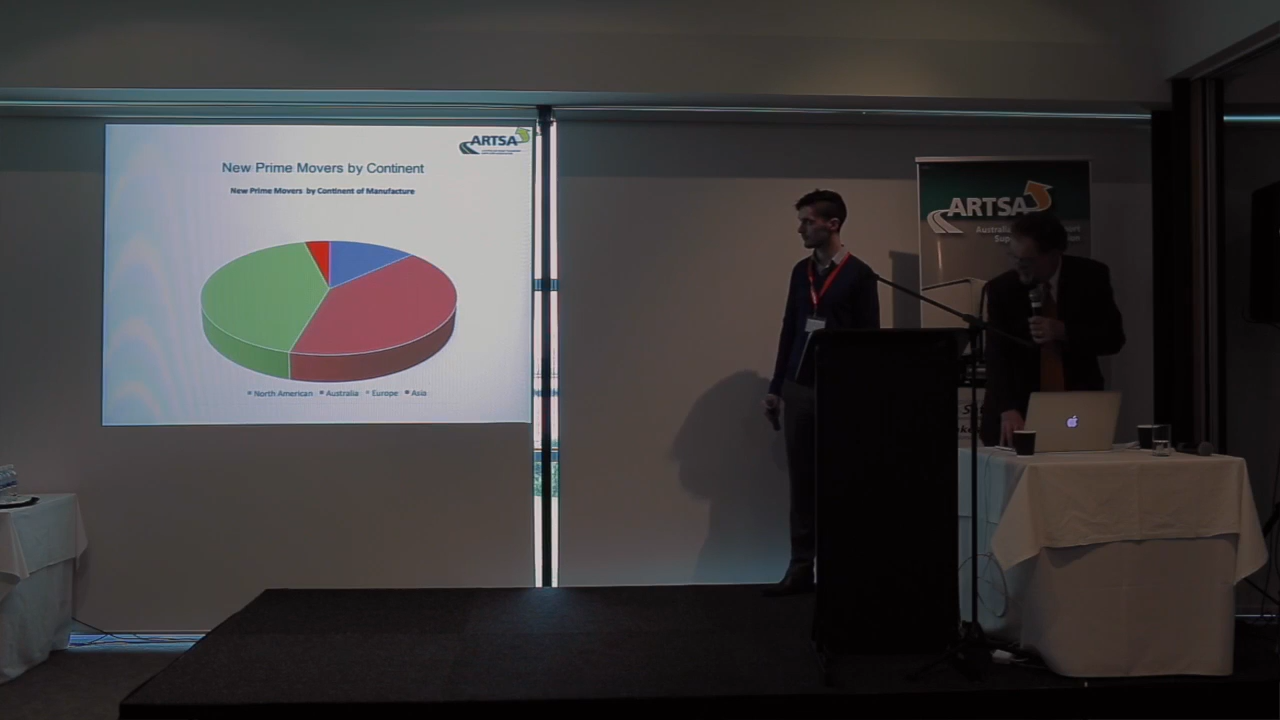 ARTSA
New Prime Movers by Continent
New Prime Movers by Continent of Manufacture
North American Australia Europe Asia
ARTSA